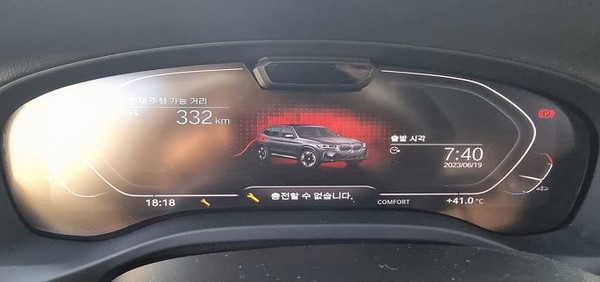 현재 주행 가능 거리
332 km
출발 시각
7:40
2023/06/19
18:18
충전할 수 없습니다.
COMFORT
+41.0 °C